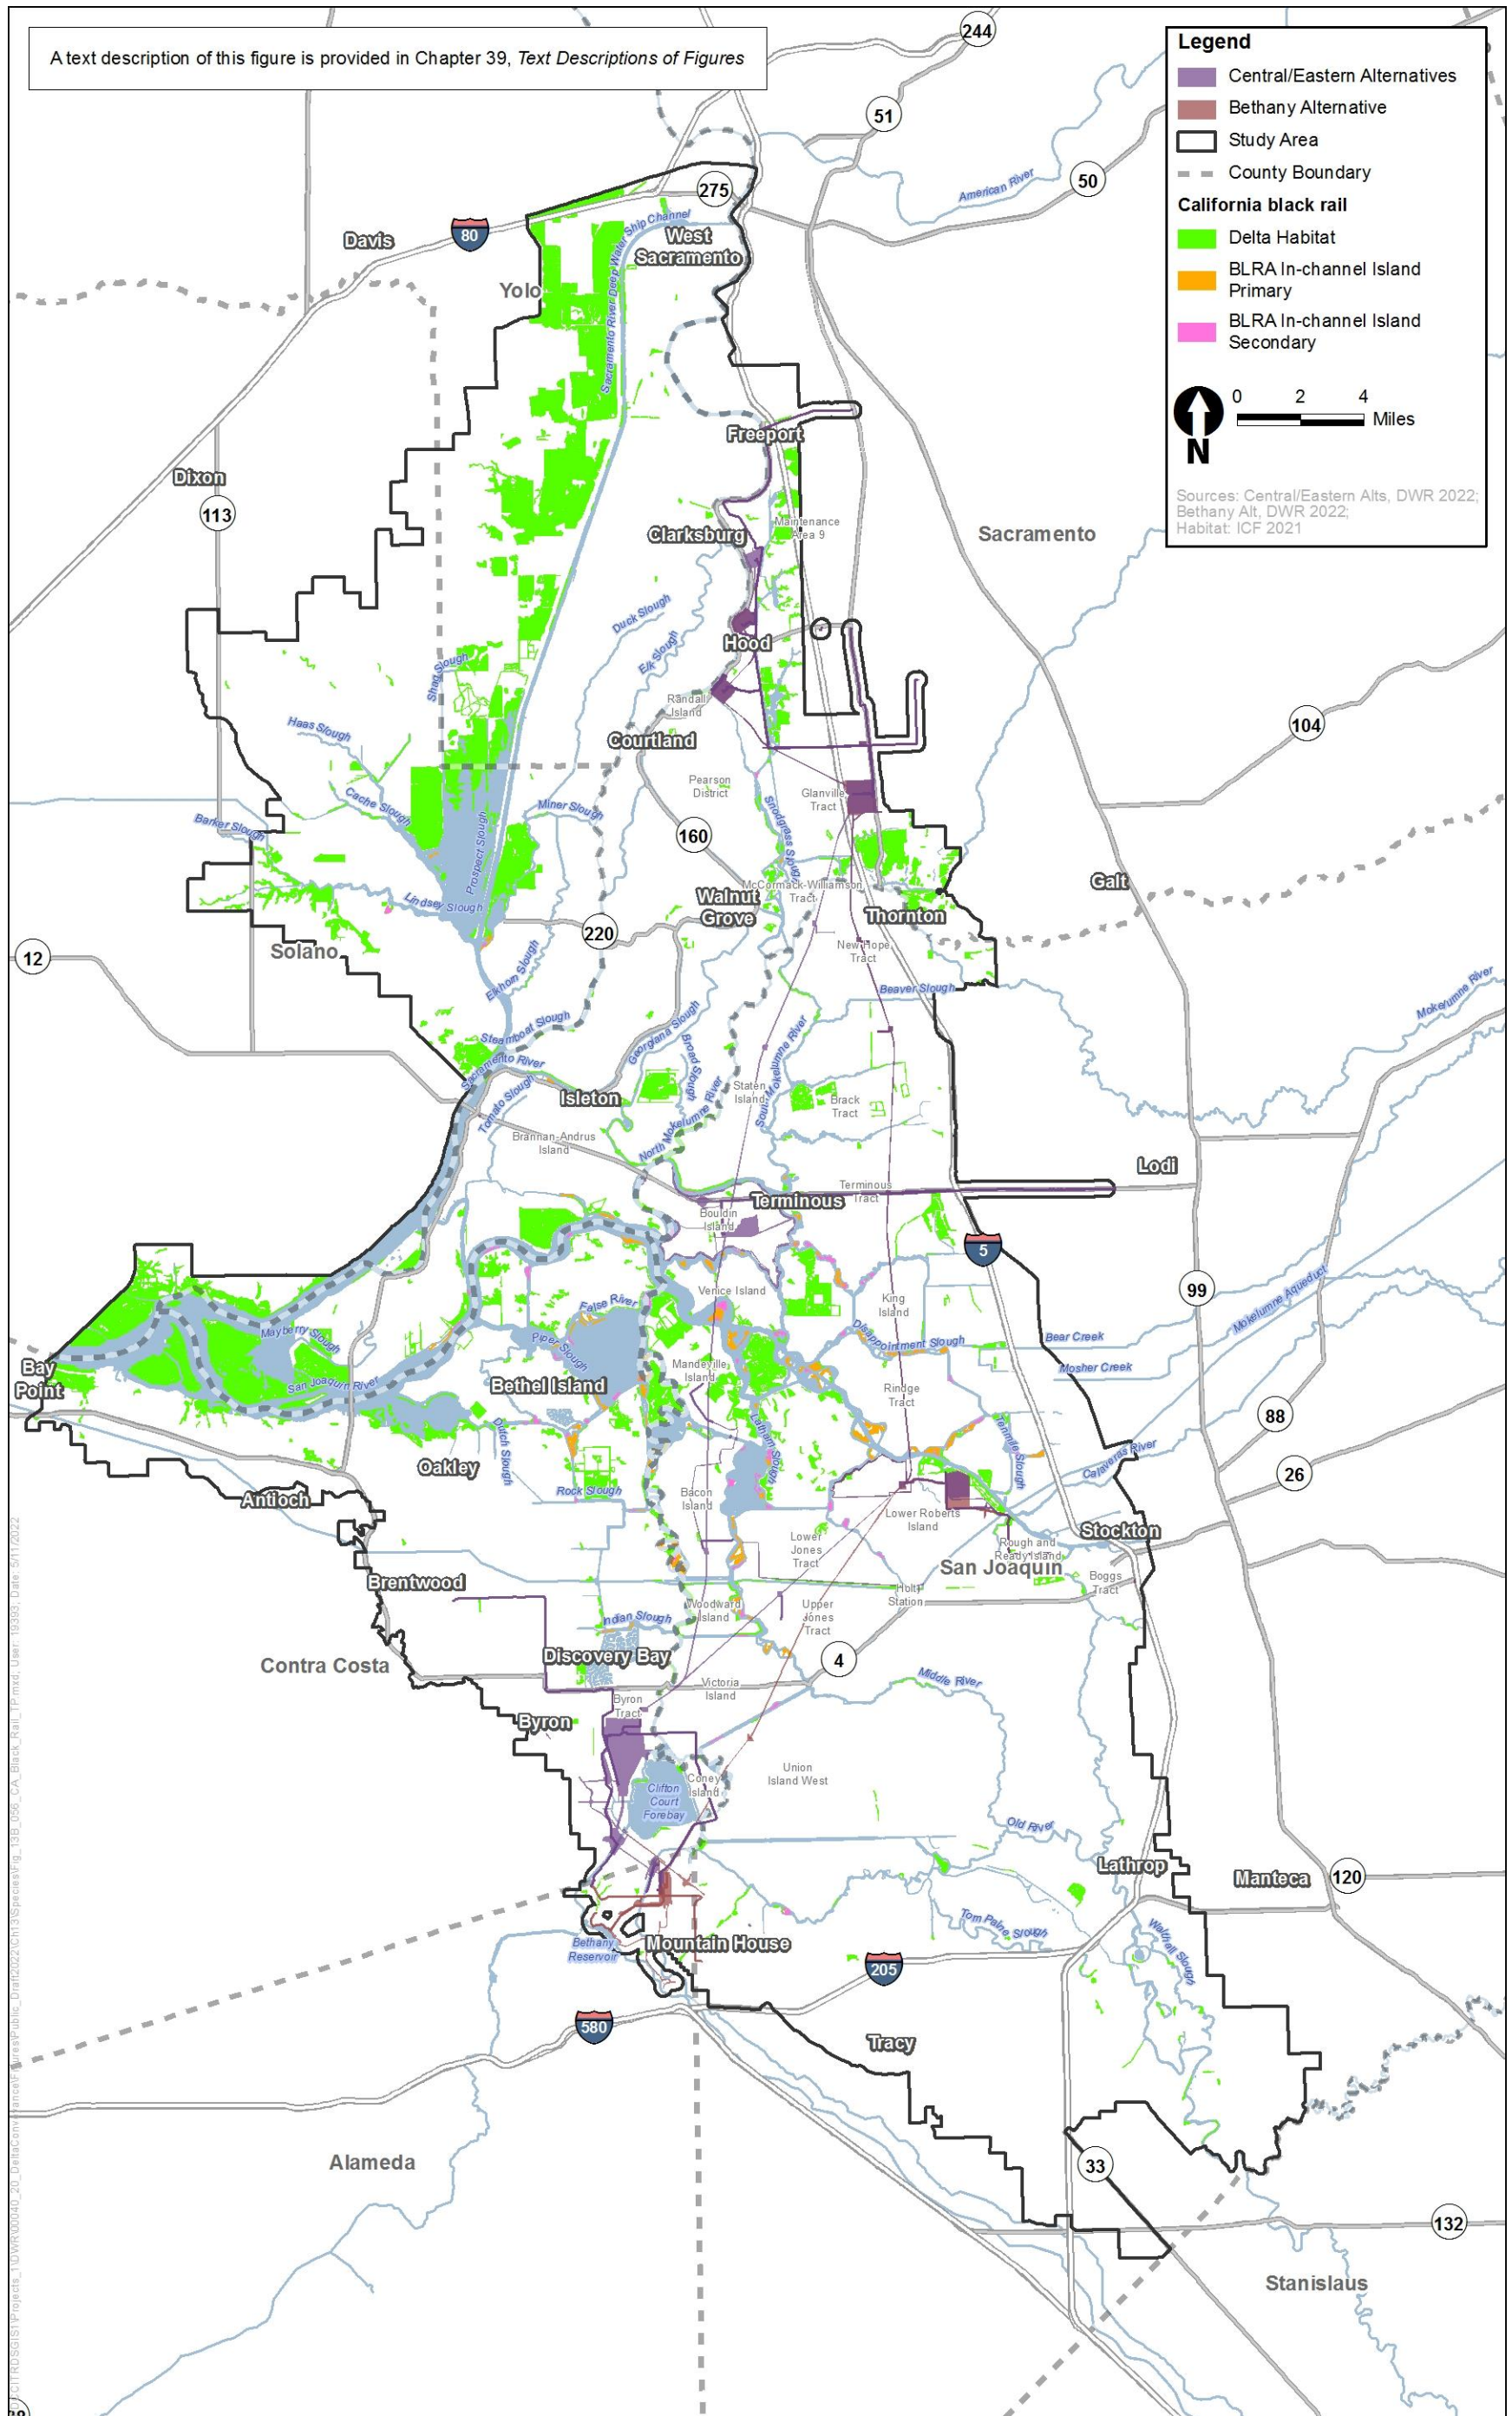 A text description of this figure is provided in Chapter 39, Text Descriptions of Figures
Legend
Central/Eastern Alternatives
Bethany Alternative
Study Area
County Boundary
California black rail
Delta Habitat
BLRA In-channel Island
Primary
BLRA In-channel Island
Secondary
0 2 4
Miles
N
Sources: Central/Eastern Alts, DWR 2022;
Bethany Alt, DWR 2022;
Habitat: ICF 2021
244
51
50
275
80
American River
Davis
West
Sacramento
Sacramento River Deep Water Ship Channel
Yolo
Freeport
Dixon
113
Clarksburg
Maintenance
Area 9
Sacramento
Duck Slough
Elk Slough
Hood
Shag Slough
Randall
Island
Haas Slough
Courtland
104
Pearson
District
Glanville
Tract
Cache Slough
Miner Slough
Barker Slough
Prospect Slough
160
Snodgrass Slough
Galt
McCormack-Williamson
Tract
Walnut
Grove
Lindsey Slough
Thornton
220
New Hope
Tract
Solano
12
Elkhorn Slough
Beaver Slough
Mokelumne River
Steamboat Slough
Georgiana Slough
Broad Slough
South Mokelumne River
Sacramento River
Tomato Slough
Isleton
Staten
Island
Brack
Tract
North Mokelumne River
Brannan-Andrus
Island
Lodi
Terminous
Terminous
Tract
Bouldin
Island
5
99
Mokelumne Aqueduct
Venice Island
King
Island
False River
Mayberry Slough
Piper Slough
Disappointment Slough
Bear Creek
Mosher Creek
Bay
Point
San Joaquin River
Bethel Island
Mandeville
Island
Rindge
Tract
88
Dutch Slough
Latham Slough
Tenmile Slough
Calaveras River
Oakley
26
Antioch
Rock Slough
Bacon
Island
Lower Roberts
Island
Lower
Jones
Tract
Stockton
Rough and
Ready Island
San Joaquin
Brentwood
Boggs
Tract
Holt
Station
Woodward
Island
Upper
Jones
Tract
Indian Slough
Discovery Bay
Contra Costa
4
Victoria
Island
Middle River
Byron
Tract
Byron
Union
Island West
Coney
Island
Clifton
Court
Forebay
Old River
Lathrop
Manteca
120
Tom Paine Slough
Walthall Slough
Bethany
Reservoir
Mountain House
205
580
Tracy
Alameda
33
132
Stanislaus